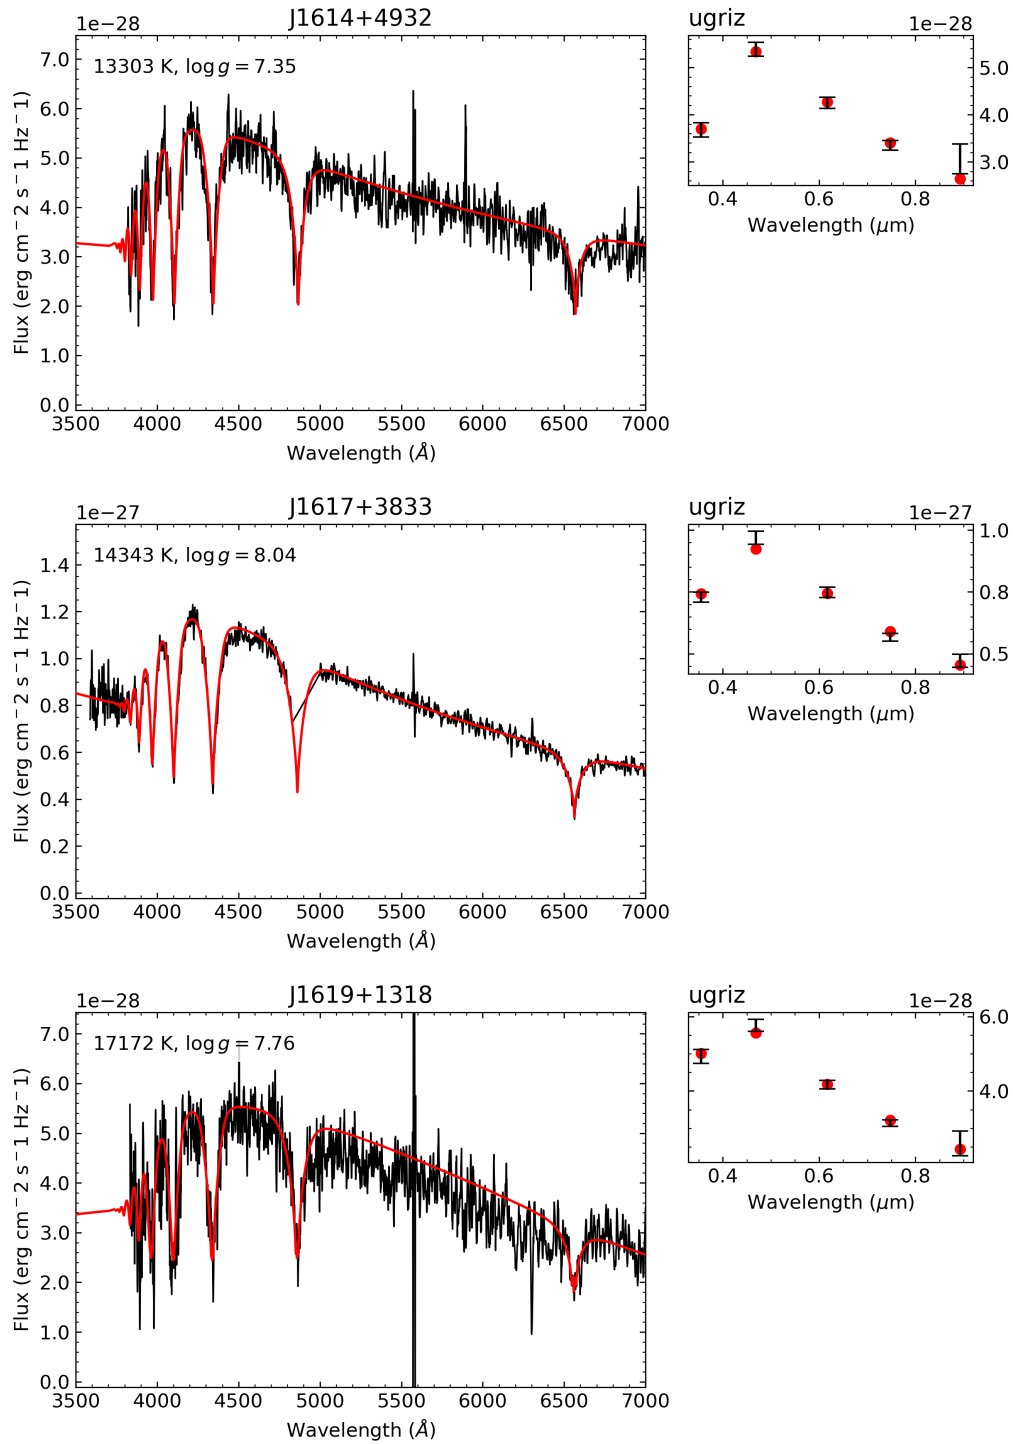 1e−28
J1614+4932
13303 K, log g = 7.35
7.0
6.0
5.0
4.0
3.0
2.0
1.0
0.0
Flux (erg cm−2 s−1 Hz−1)
3500 4000 4500 5000 5500 6000 6500 7000
Wavelength (Å)
ugriz
1e−28
5.0
4.0
3.0
0.4 0.6 0.8
Wavelength (μm)
1e−27
J1617+3833
14343 K, log g = 8.04
1.4
1.2
1.0
0.8
0.6
0.4
0.2
0.0
Flux (erg cm−2 s−1 Hz−1)
3500 4000 4500 5000 5500 6000 6500 7000
Wavelength (Å)
ugriz
1e−27
1.0
0.8
0.5
0.4 0.6 0.8
Wavelength (μm)
1e−28
J1619+1318
17172 K, log g = 7.76
7.0
6.0
5.0
4.0
3.0
2.0
1.0
0.0
Flux (erg cm−2 s−1 Hz−1)
3500 4000 4500 5000 5500 6000 6500 7000
Wavelength (Å)
ugriz
1e−28
6.0
4.0
0.4 0.6 0.8
Wavelength (μm)